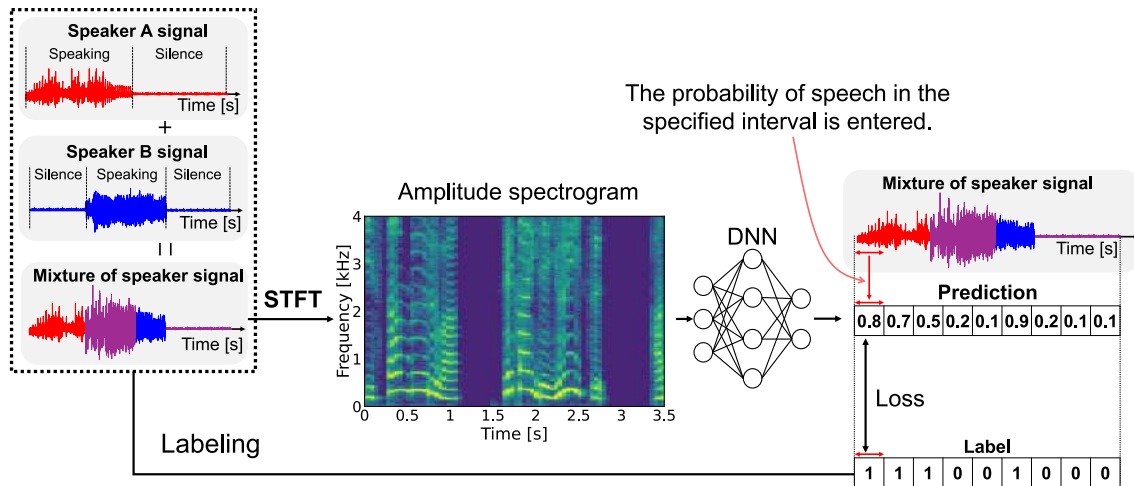 Speaker A signal
Speaking Silence
Time [s]
+
Speaker B signal
Silence Speaking Silence
Time [s]
=
Mixture of speaker signal
Time [s]
STFT
Labeling
Amplitude spectrogram
Frequency [kHz]
4
3
2
1
0
0 0.5 1 1.5 2 2.5 3 3.5
Time [s]
DNN
The probability of speech in the
specified interval is entered.
Mixture of speaker signal
Time [s]
Prediction
0.8 0.7 0.5 0.2 0.1 0.9 0.2 0.1 0.1
Loss
Label
1 1 1 0 0 1 0 0 0